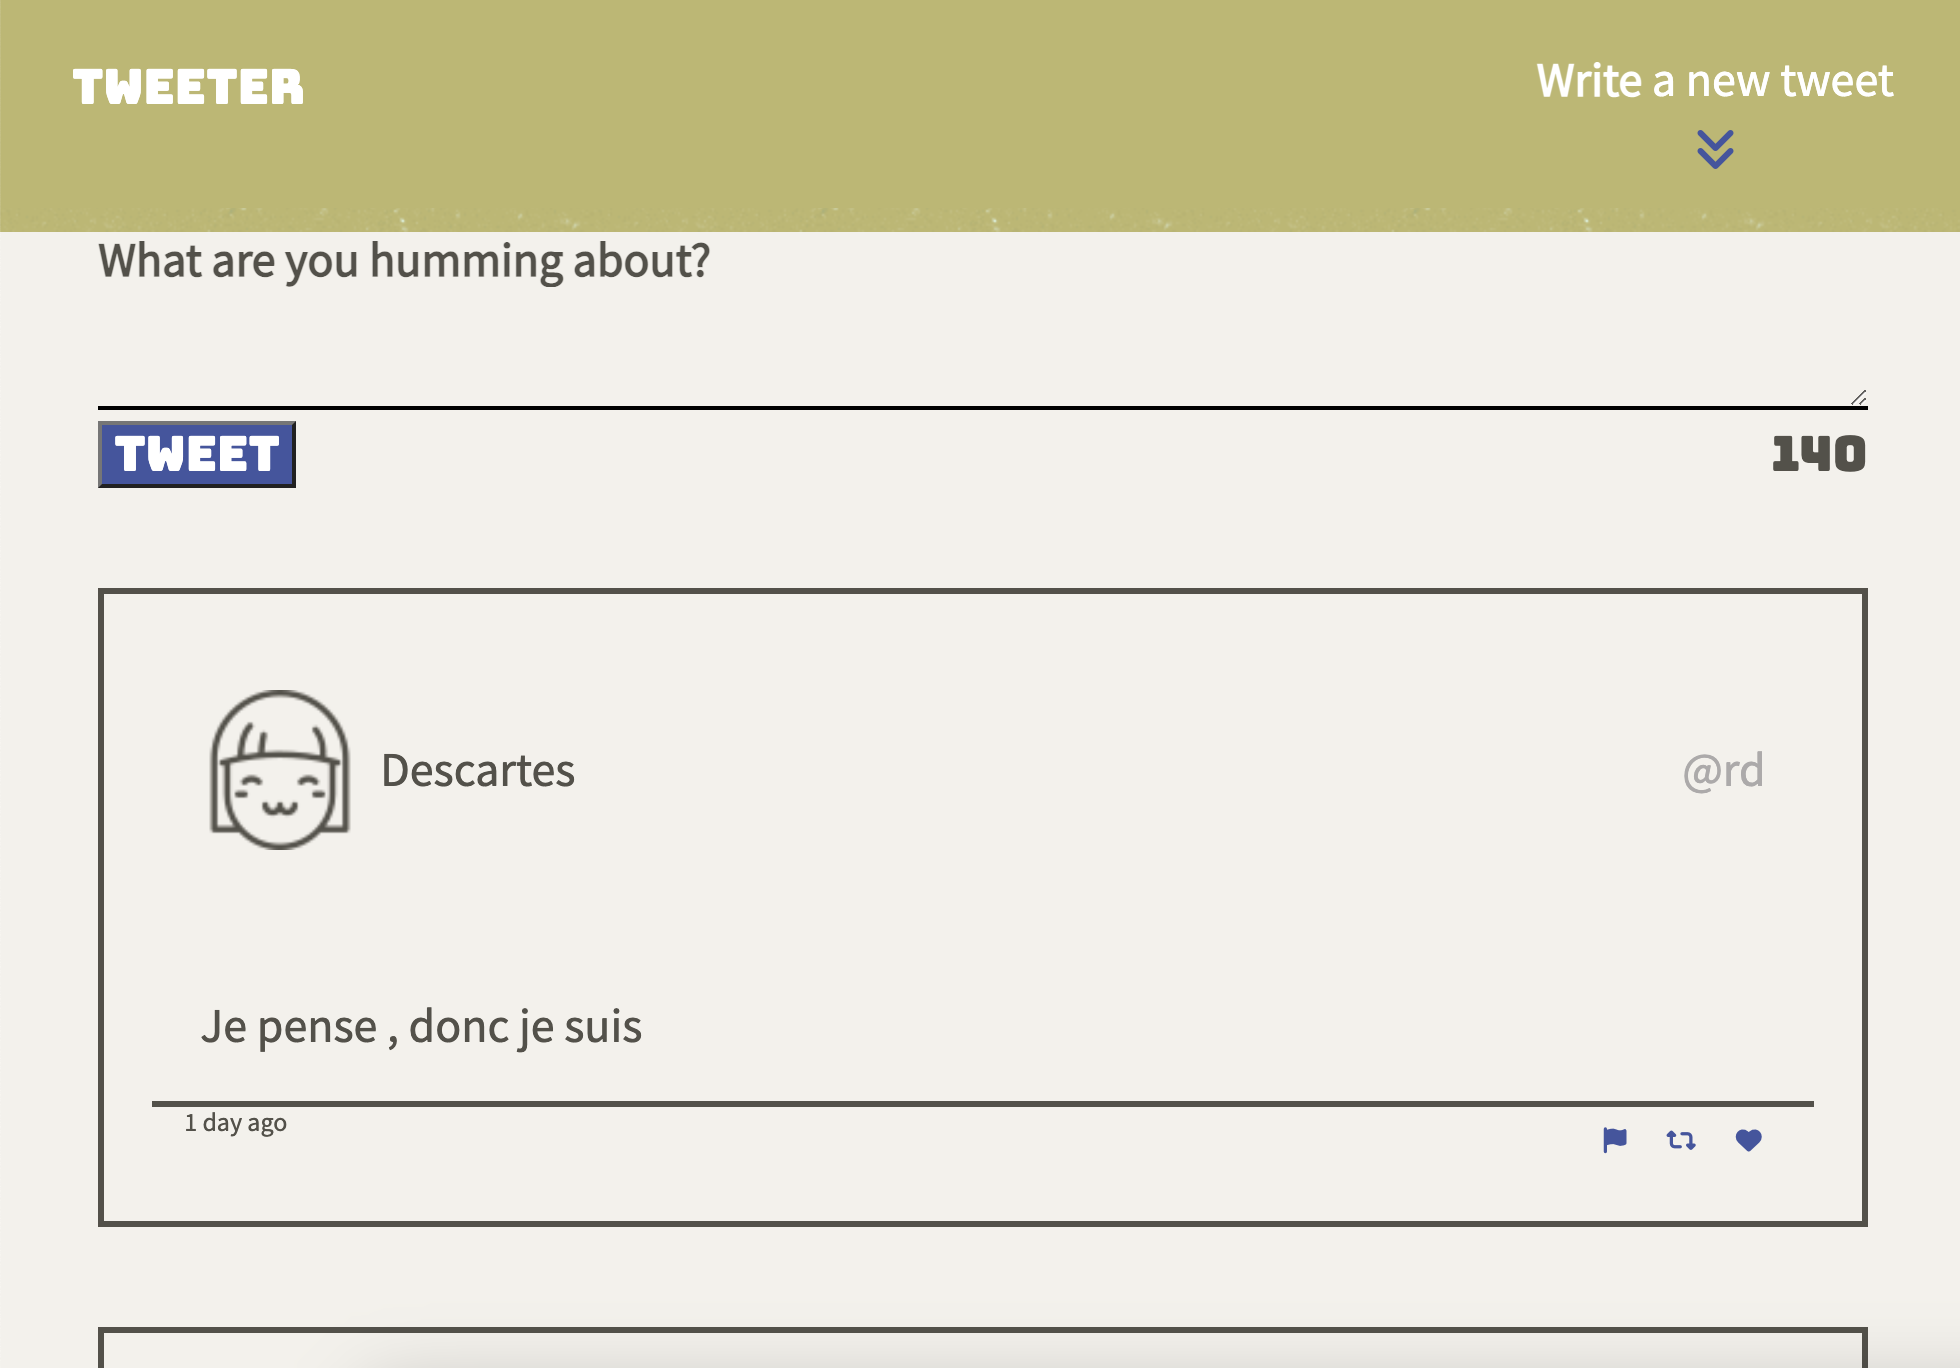 TWEETER
Write a new tweet
What are you humming about?
TWEET
140
Descartes
@rd
Je pense , donc je suis
1 day ago